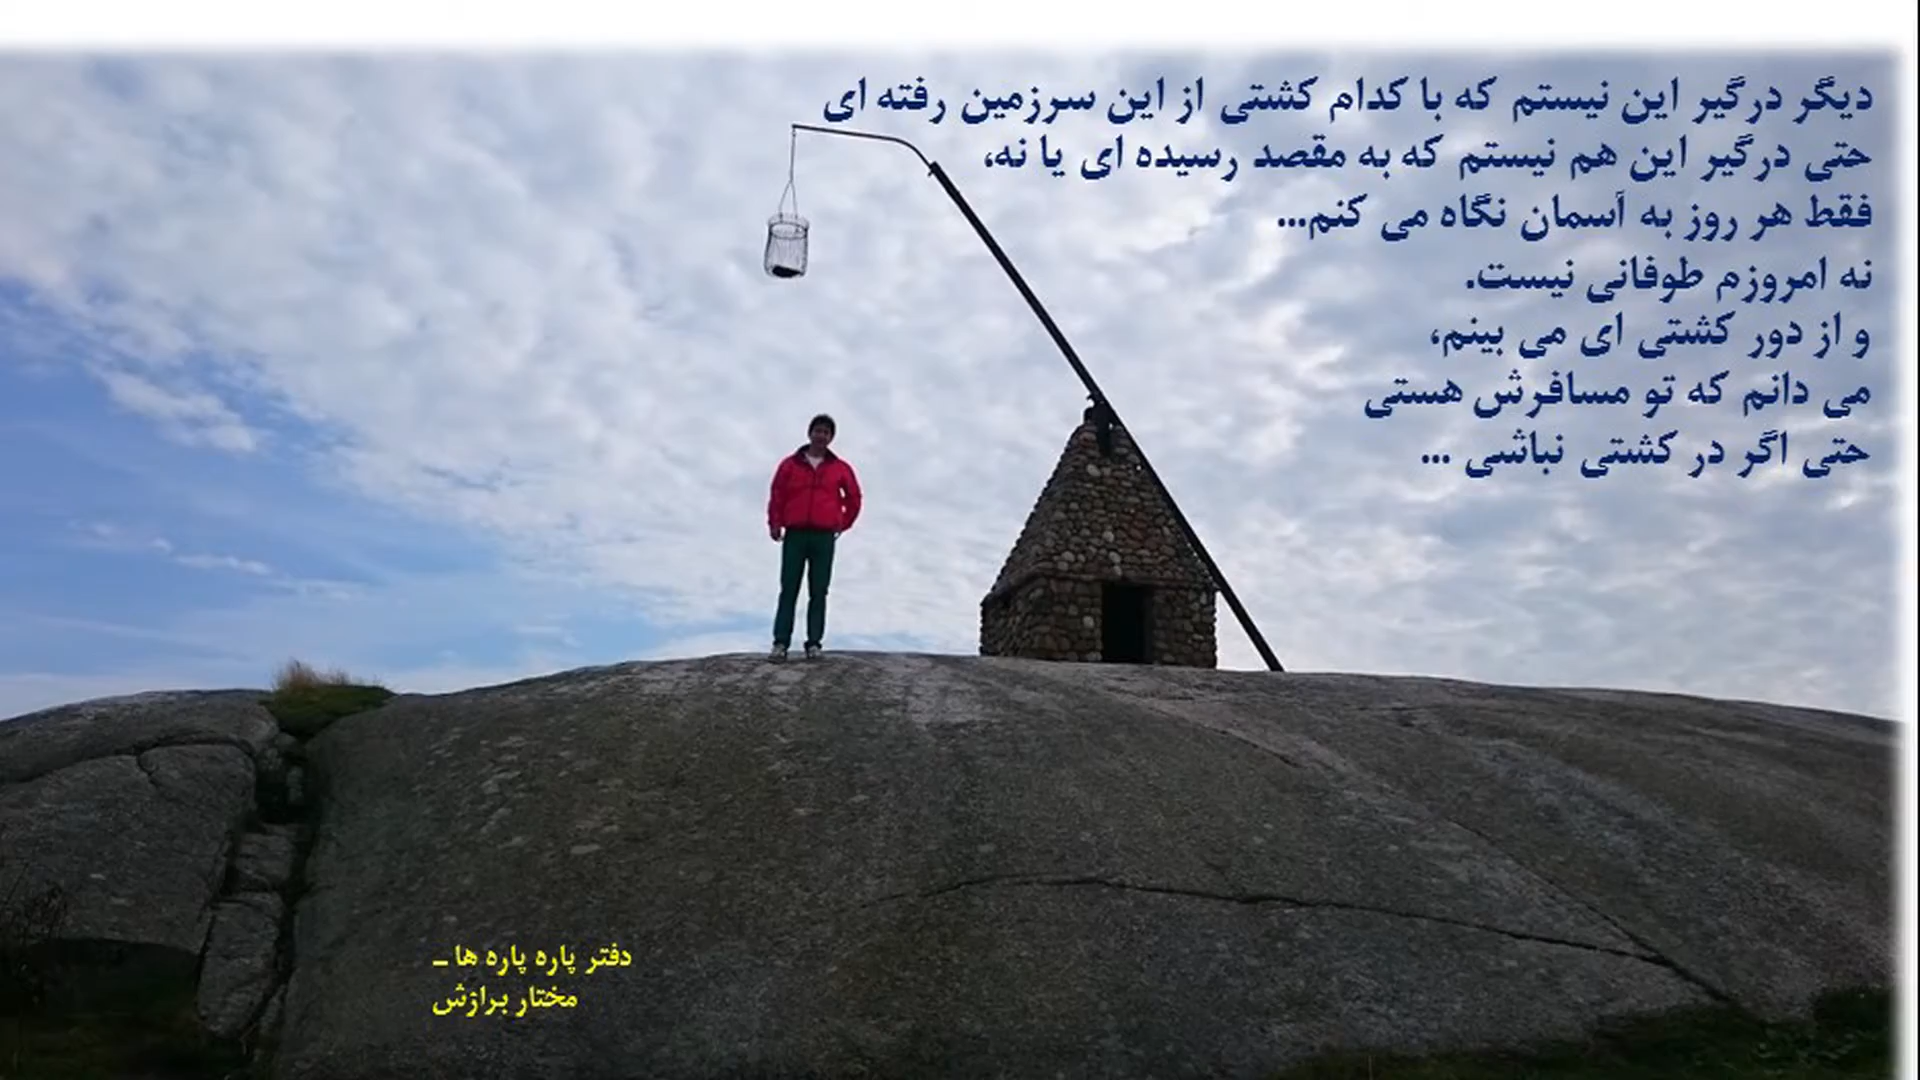 دیگر درگیر این نیستم که با کدام کشتی از این سرزمین رفته ای
حتی درگیر این هم نیستم که به مقصد رسیده ای یا نه،
فقط هر روز به آسمان نگاه می کنم...
نه امروزم طوفانی نیست.
و از دور کشتی ای می بینم،
می دانم که تو مسافرش هستی
حتی اگر در کشتی نباشی ...
دفتر پاره پاره ها ـ
مختار برازش